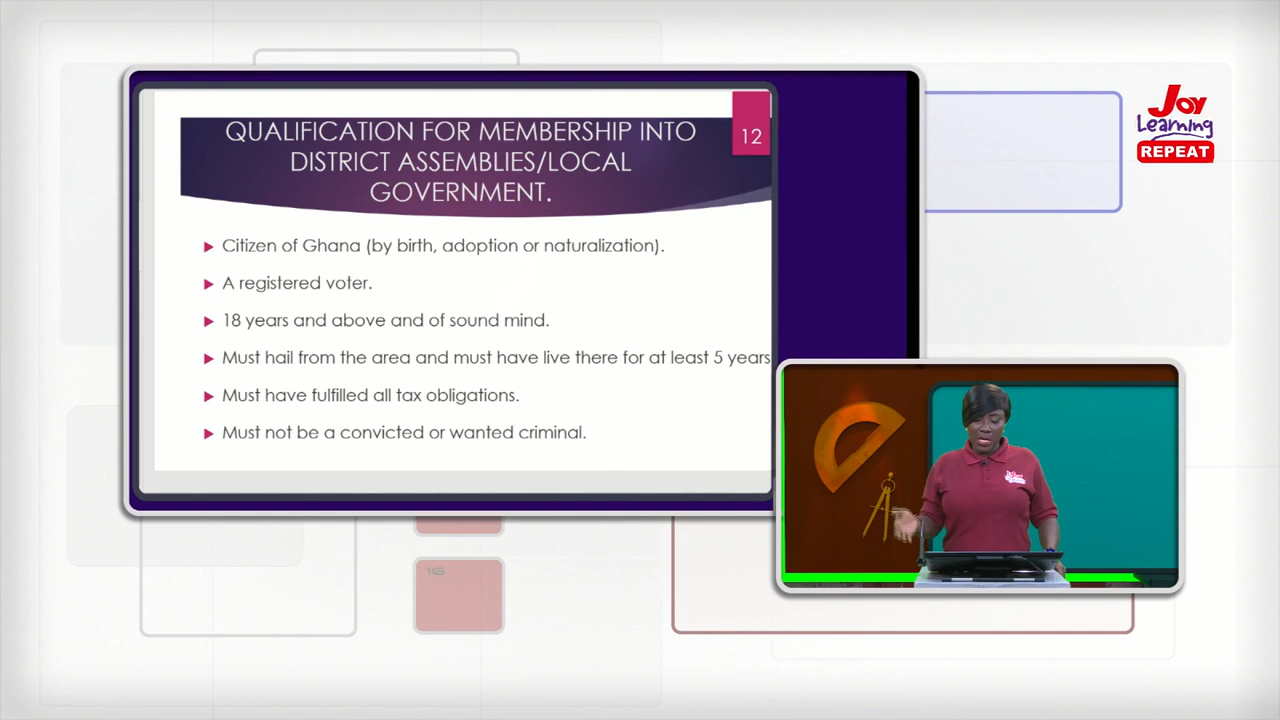 JOY
Learning
REPEAT
12
QUALIFICATION FOR MEMBERSHIP INTO
DISTRICT ASSEMBLIES/LOCAL
GOVERNMENT.
Citizen of Ghana (by birth, adoption or naturalization).
A registered voter.
18 years and above and of sound mind.
Must hail from the area and must have live there for at least 5 years
Must have fulfilled all tax obligations.
Must not be a convicted or wanted criminal.